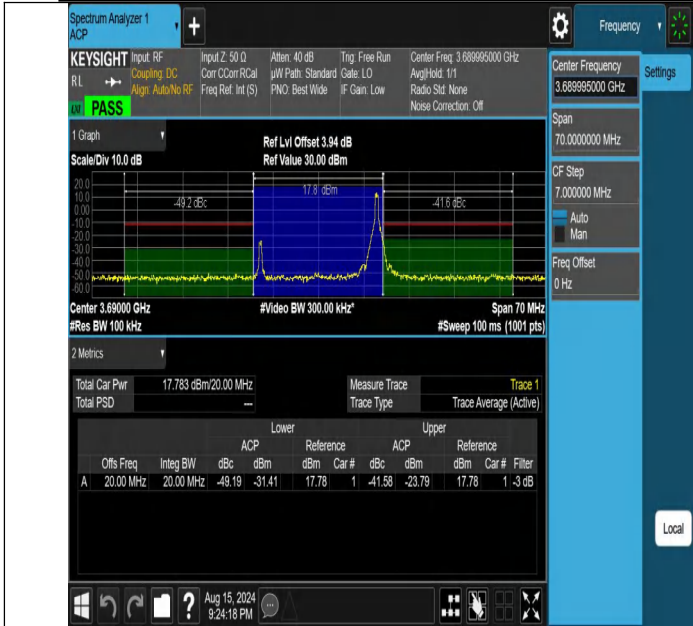 Spectrum Analyzer 1
ACP
+
Frequency
KEYSIGHT
RL
PASS
Input: RF
Coupling: DC
Align: Auto/No RF
Input Z: 50 Ω
Corr CCorr RCal
Freq Ref: Int (S)
Atten: 40 dB
µW Path: Standard
PNO: Best Wide
Trig: Free Run
Gate: LO
IF Gain: Low
Center Freq: 3.689995000 GHz
Avg|Hold: 1/1
Radio Std: None
Noise Correction: Off
Center Frequency
3.689995000 GHz
Settings
Span
70.0000000 MHz
CF Step
7.000000 MHz
Auto
Man
Freq Offset
0 Hz
1 Graph
Scale/Div 10.0 dB
Ref Lvl Offset 3.94 dB
Ref Value 30.00 dBm
20.0
10.0
0.00
-10.0
-20.0
-30.0
-40.0
-50.0
-60.0
-49.2 dBc
17.8 dBm
-41.6 dBc
Center 3.69000 GHz
#Video BW 300.00 kHz*
Span 70 MHz
#Res BW 100 kHz
#Sweep 100 ms (1001 pts)
2 Metrics
Total Car Pwr 17.783 dBm/20.00 MHz
Total PSD ---
Measure Trace Trace 1
Trace Type Trace Average (Active)
Lower Upper
ACP Reference ACP Reference
Offs Freq Integ BW dBc dBm dBm Car # dBc dBm dBm Car # Filter
A 20.00 MHz 20.00 MHz -49.19 -31.41 17.78 1 -41.58 -23.79 17.78 1 -3 dB
Local
?
Aug 15, 2024
9:24:18 PM